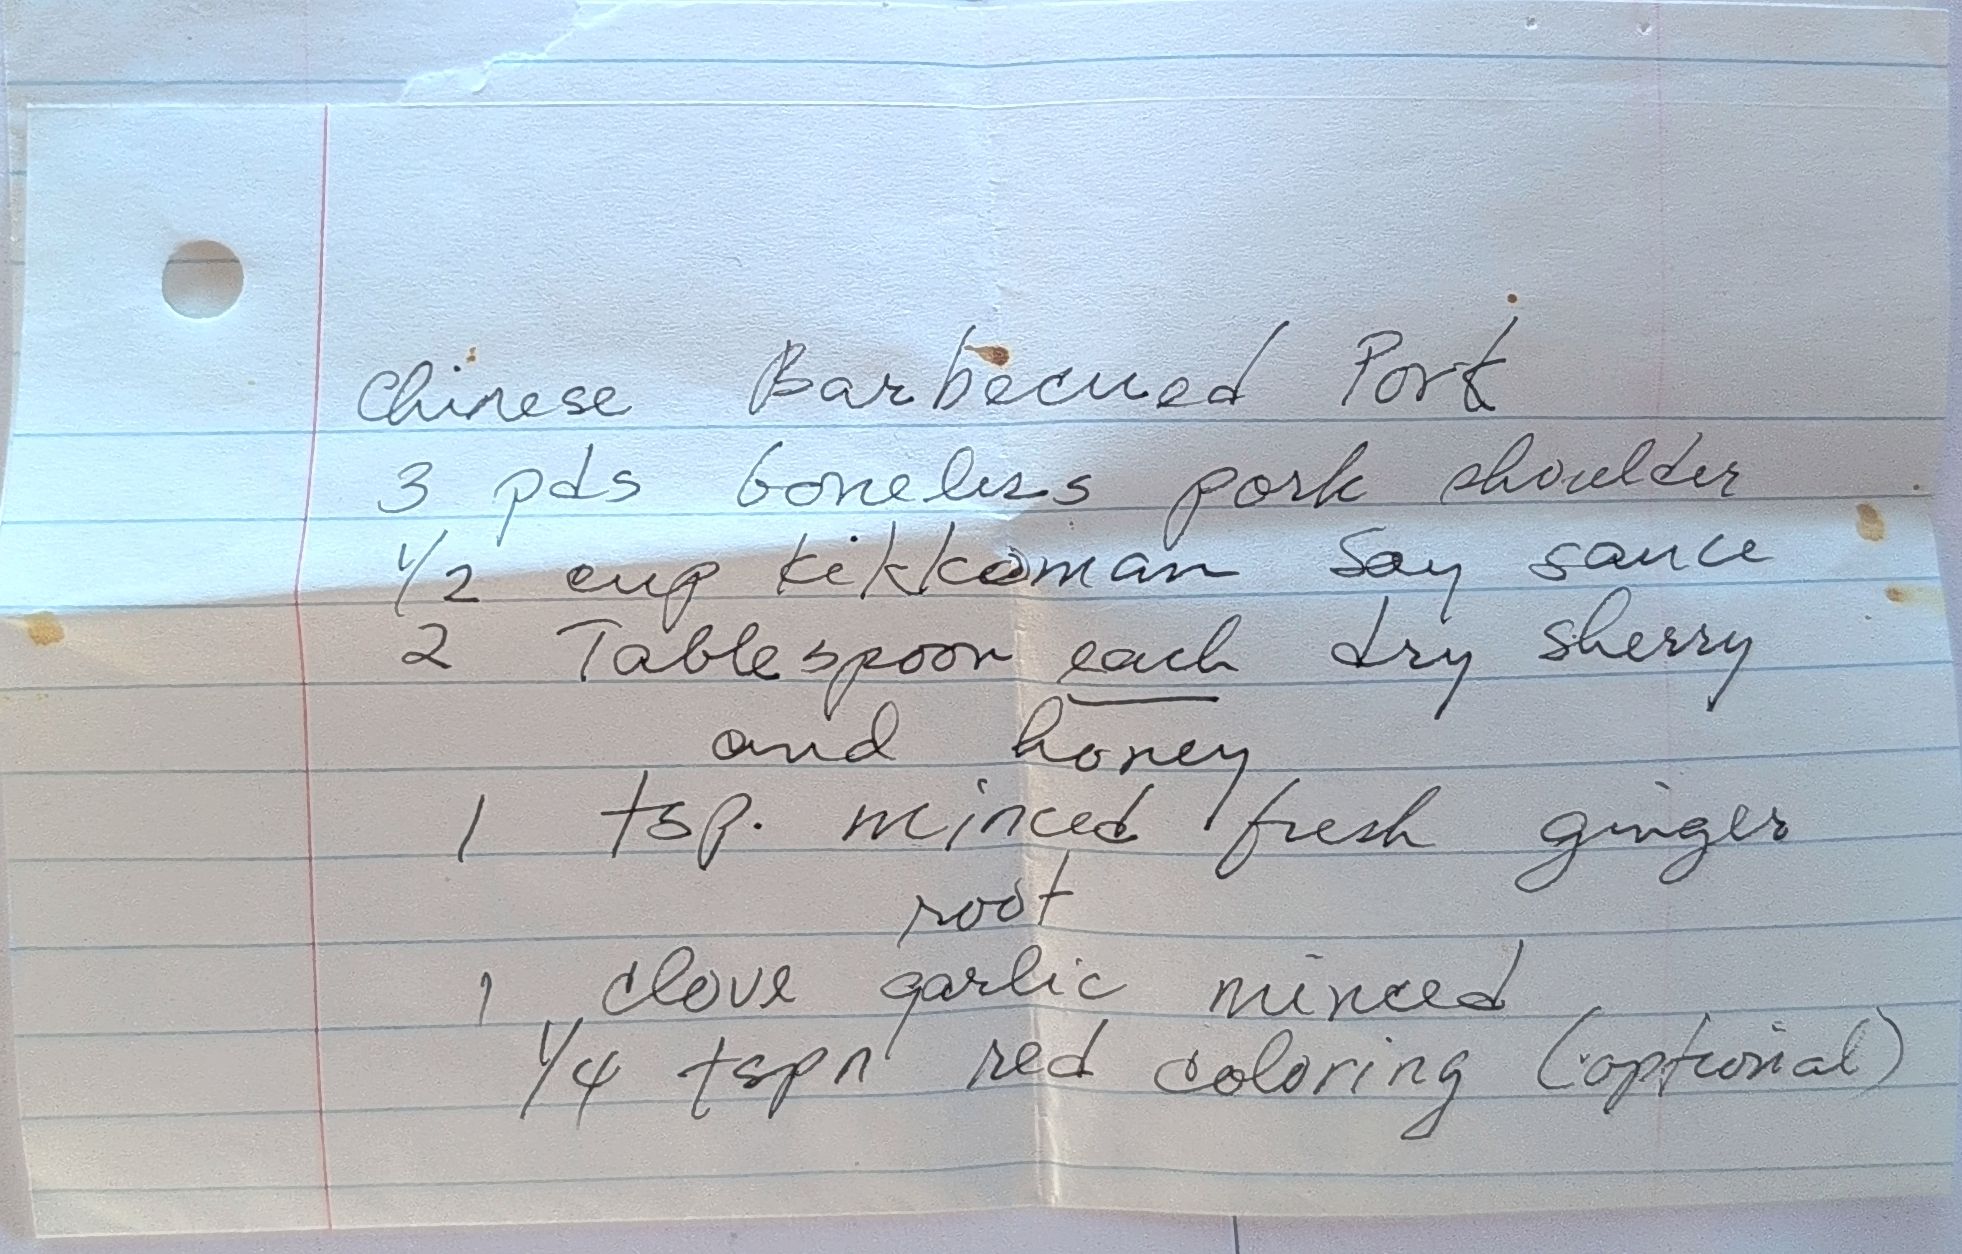 Chinese Barbecued Pork
3 pds boneless pork shoulder
1/2 cup kikkoman Soy sauce
2 Tablespoon each dry sherry
and honey
1 tsp. minced fresh ginger
root
1 clove garlic minced
1/4 tspn red coloring (optional)